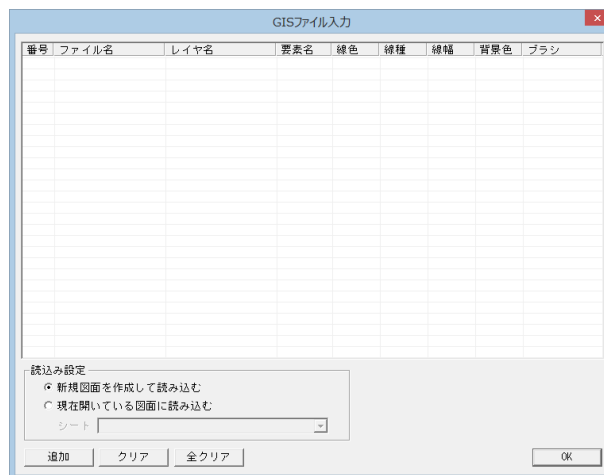 GISファイル入力
番号 ファイル名 レイヤ名 要素名 線色 線種 線幅 背景色 ブラシ
読込み設定
新規図面を作成して読み込む
現在開いている図面に読み込む
シート
追加 クリア 全クリア OK